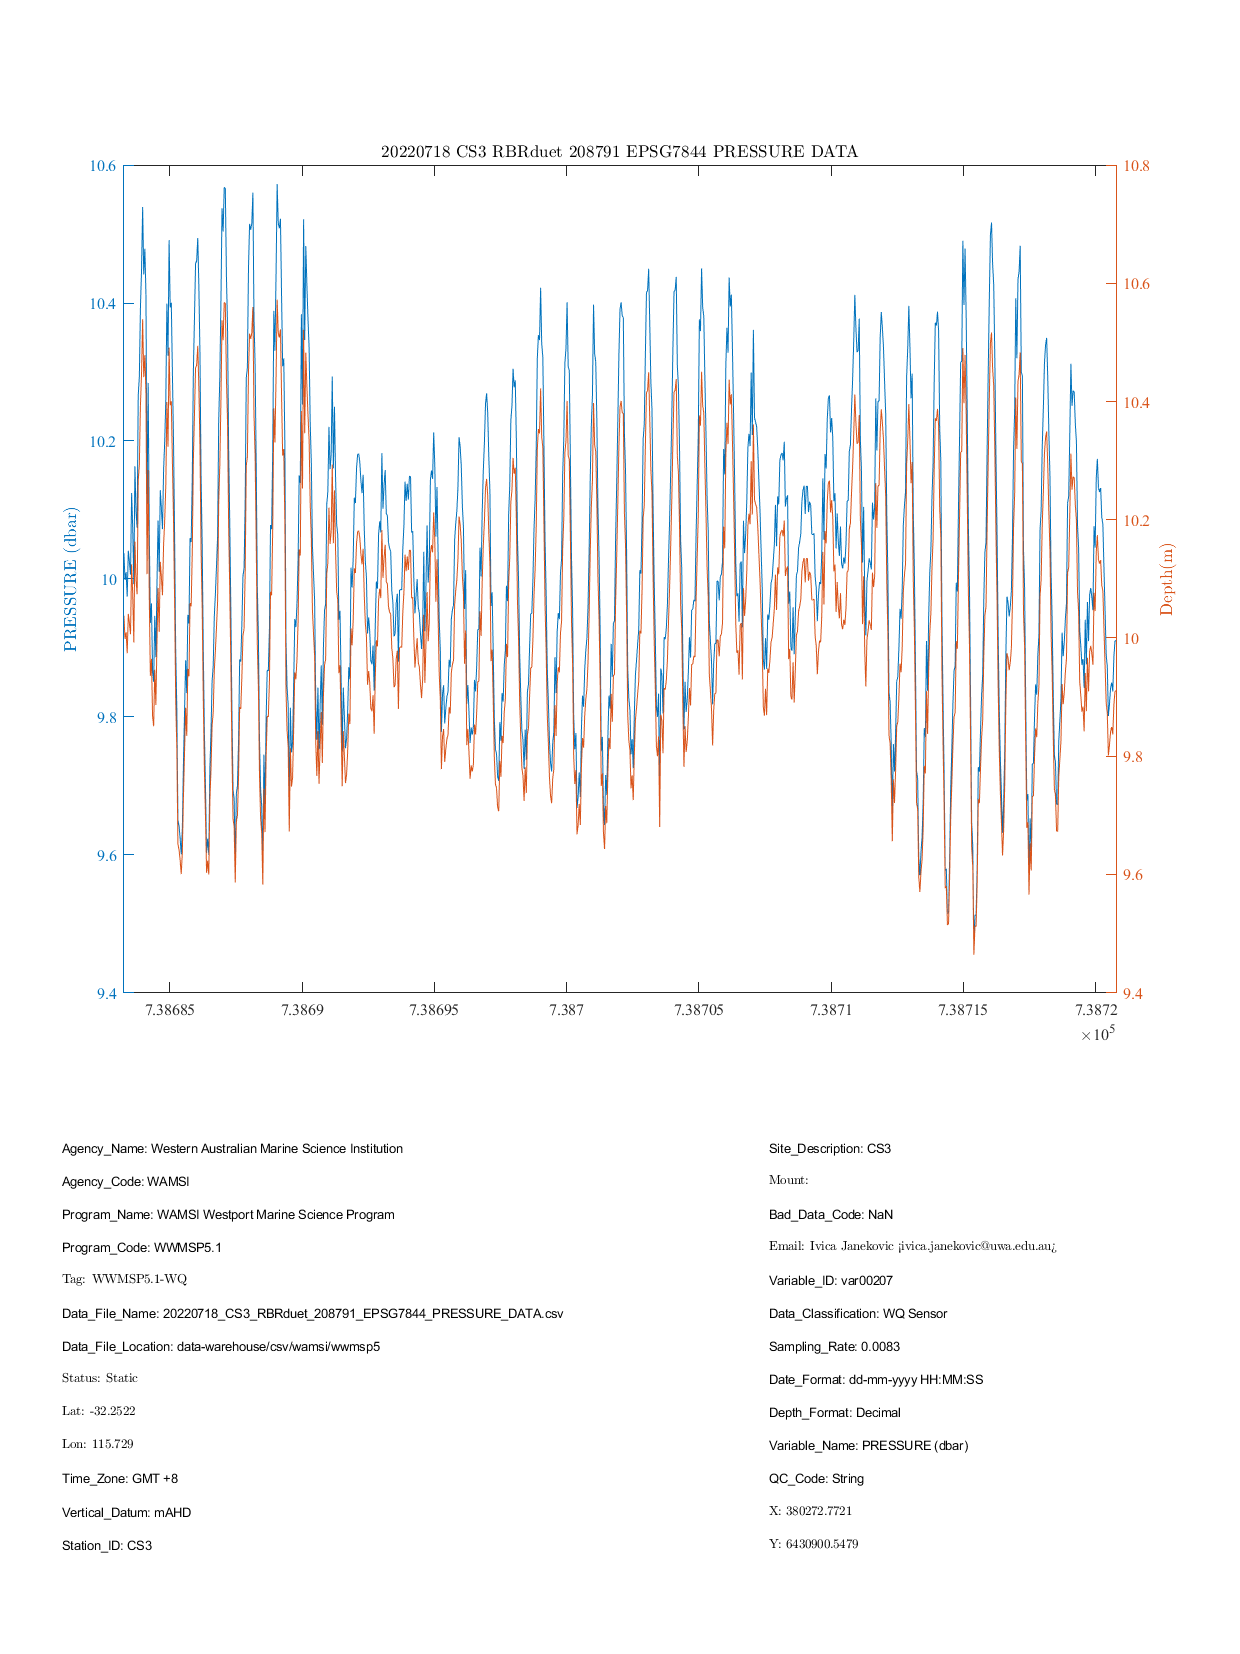 20220718 CS3 RBRduet 208791 EPSG7844 PRESSURE DATA
10.6
10.4
10.2
10
9.8
9.6
9.4
PRESSURE (dbar)
10.8
10.6
10.4
10.2
10
9.8
9.6
9.4
Depth(m)
7.38685 7.3869 7.38695 7.387 7.38705 7.3871 7.38715 7.3872
×10^5
Agency_Name: Western Australian Marine Science Institution
Agency_Code: WAMSI
Program_Name: WAMSI Westport Marine Science Program
Program_Code: WWMSP5.1
Tag: WWMSP5.1-WQ
Data_File_Name: 20220718_CS3_RBRduet_208791_EPSG7844_PRESSURE_DATA.csv
Data_File_Location: data-warehouse/csv/wamsi/wwmsp5
Status: Static
Lat: -32.2522
Lon: 115.729
Time_Zone: GMT +8
Vertical_Datum: mAHD
Station_ID: CS3
Site_Description: CS3
Mount:
Bad_Data_Code: NaN
Email: Ivica Janekovic ¡ivica.janekovic@uwa.edu.au¿
Variable_ID: var00207
Data_Classification: WQ Sensor
Sampling_Rate: 0.0083
Date_Format: dd-mm-yyyy HH:MM:SS
Depth_Format: Decimal
Variable_Name: PRESSURE (dbar)
QC_Code: String
X: 380272.7721
Y: 6430900.5479